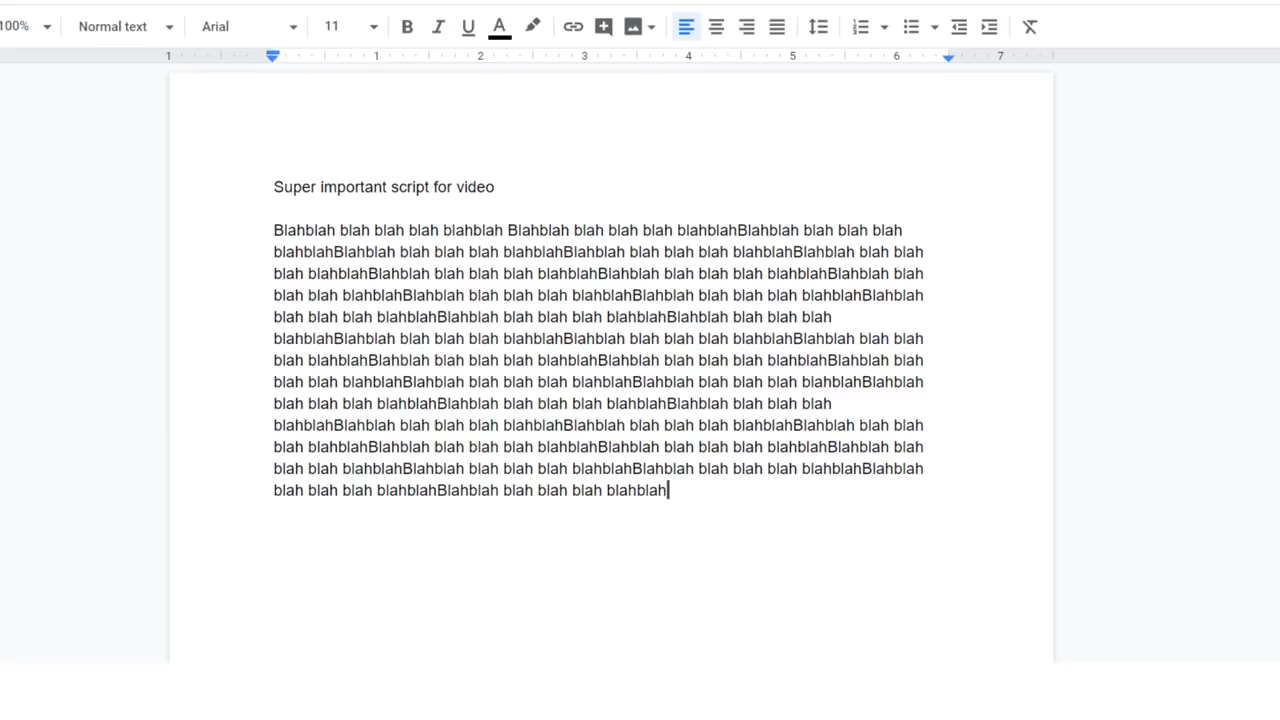 100% Normal text Arial 11 B I U A
1 1 2 3 4 5 6 7
Super important script for video
Blahblah blah blah blah blahblah Blahblah blah blah blah blahblahBlahblah blah blah blah
blahblahBlahblah blah blah blah blahblahBlahblah blah blah blah blahblahBlahblah blah blah
blah blahblahBlahblah blah blah blah blahblahBlahblah blah blah blah blahblahBlahblah blah
blah blah blahblahBlahblah blah blah blah blahblahBlahblah blah blah blah blahblahBlahblah
blah blah blah blahblahBlahblah blah blah blah blahblahBlahblah blah blah blah
blahblahBlahblah blah blah blah blahblahBlahblah blah blah blah blahblahBlahblah blah blah
blah blahblahBlahblah blah blah blah blahblahBlahblah blah blah blah blahblahBlahblah blah
blah blah blahblahBlahblah blah blah blah blahblahBlahblah blah blah blah blahblahBlahblah
blah blah blah blahblahBlahblah blah blah blah blahblahBlahblah blah blah blah
blahblahBlahblah blah blah blah blahblahBlahblah blah blah blah blahblahBlahblah blah blah
blah blahblahBlahblah blah blah blah blahblahBlahblah blah blah blah blahblahBlahblah blah
blah blah blahblahBlahblah blah blah blah blahblahBlahblah blah blah blah blahblahBlahblah
blah blah blah blahblahBlahblah blah blah blah blahblah